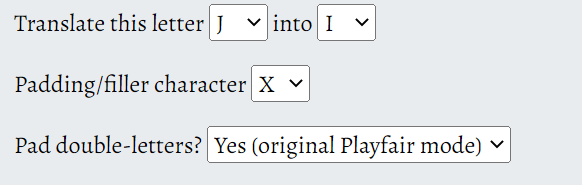 Translate this letter J into I
Padding/filler character X
Pad double-letters? Yes (original Playfair mode)